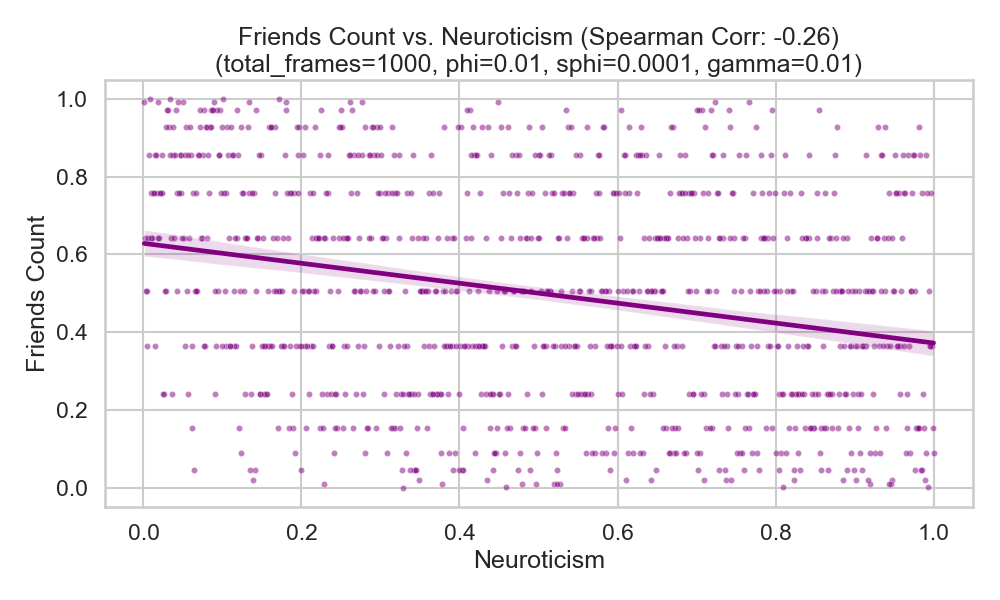 Friends Count vs. Neuroticism (Spearman Corr: -0.26)
(total_frames=1000, phi=0.01, sphi=0.0001, gamma=0.01)
1.0
0.8
0.6
0.4
0.2
0.0
Friends Count
0.0 0.2 0.4 0.6 0.8 1.0
Neuroticism